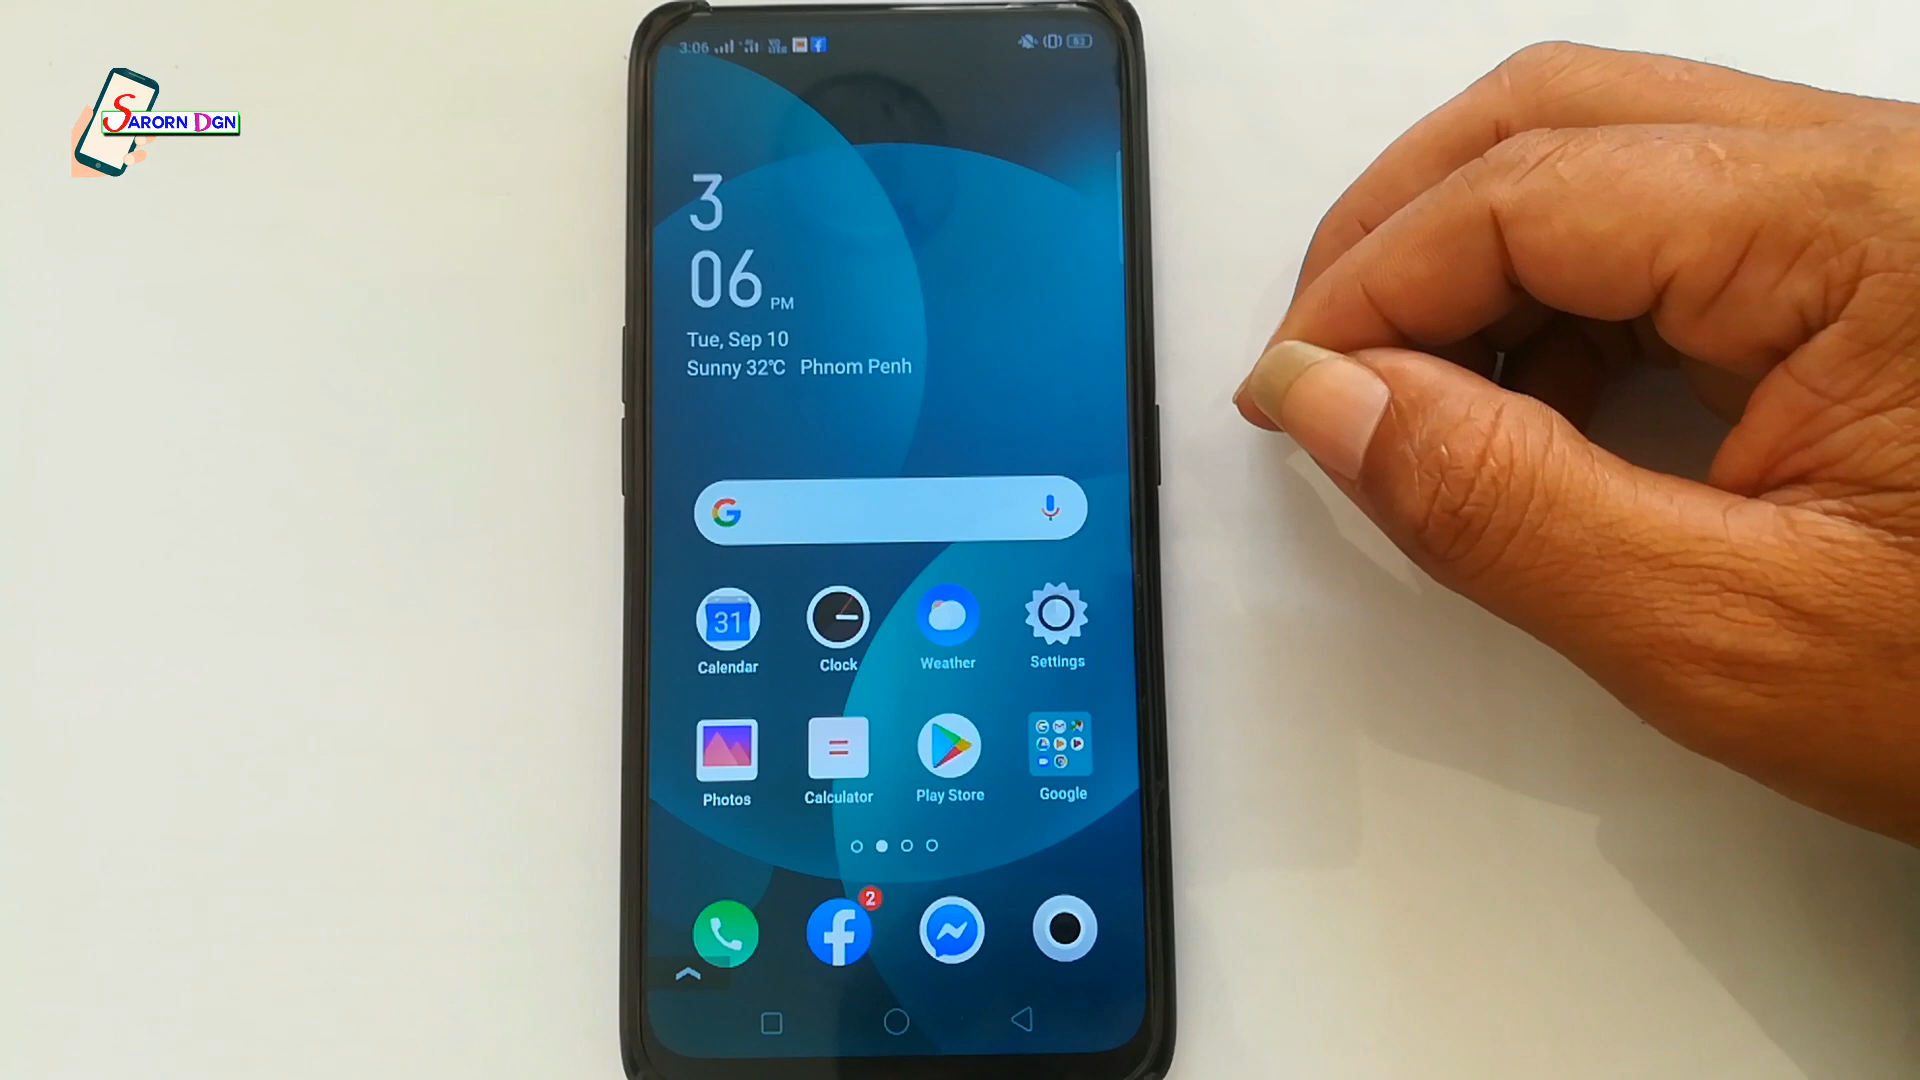 SARORN DGN
3:06
53
3
06 PM
Tue, Sep 10
Sunny 32℃ Phnom Penh
31
Calendar
Clock
Weather
Settings
Photos
Calculator
Play Store
Google
2